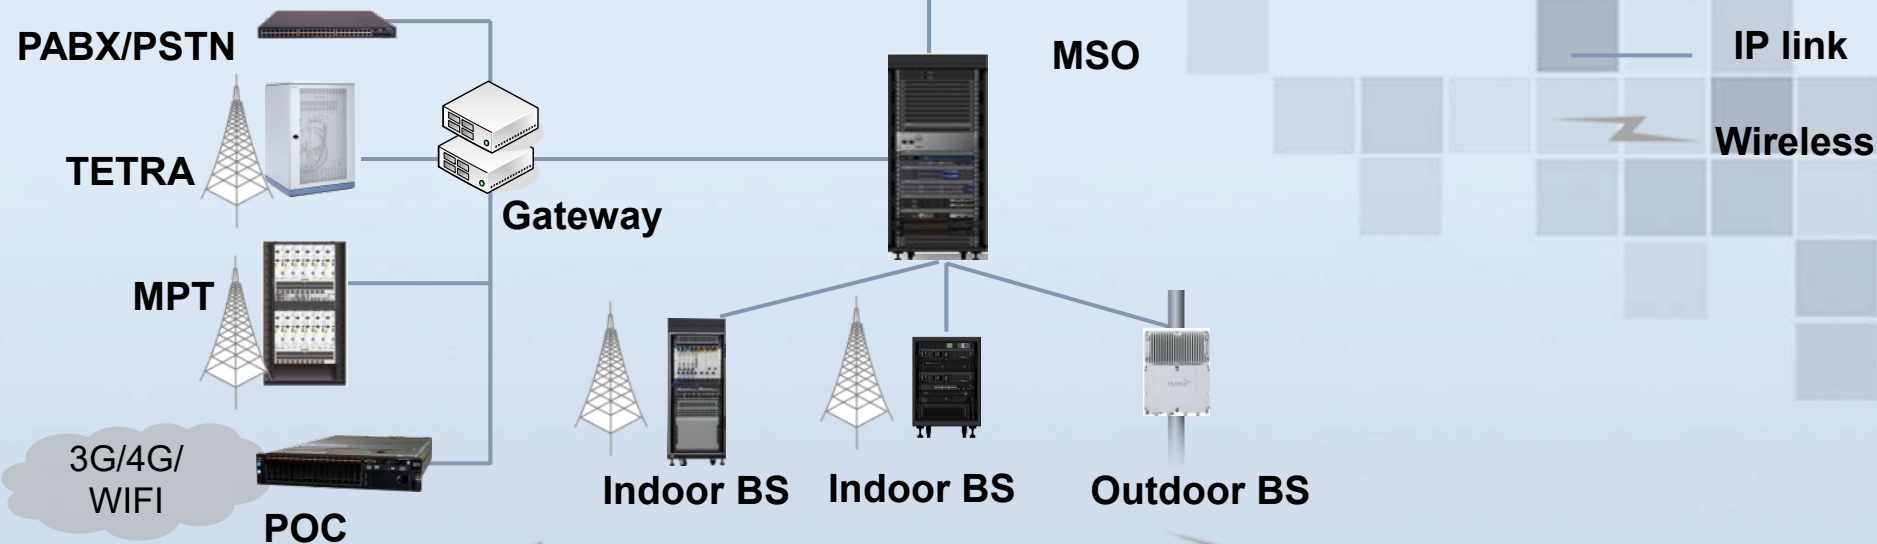 PABX/PSTN
MSO
IP link
Wireless
TETRA
Gateway
MPT
3G/4G/
WIFI
POC
Indoor BS
Indoor BS
Outdoor BS